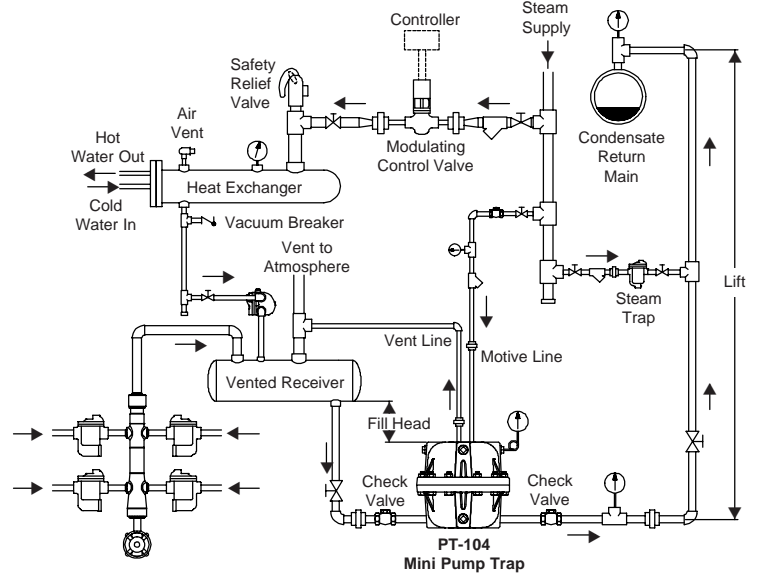 Controller
Steam
Supply
Safety
Relief
Valve
Air
Vent
Hot
Water Out
Modulating
Control Valve
Condensate
Return
Main
Heat Exchanger
Cold
Water In
Vacuum Breaker
Vent to
Atmosphere
Lift
Steam
Trap
Vent Line
Motive Line
Vented Receiver
Fill Head
Check
Valve
Check
Valve
PT-104
Mini Pump Trap